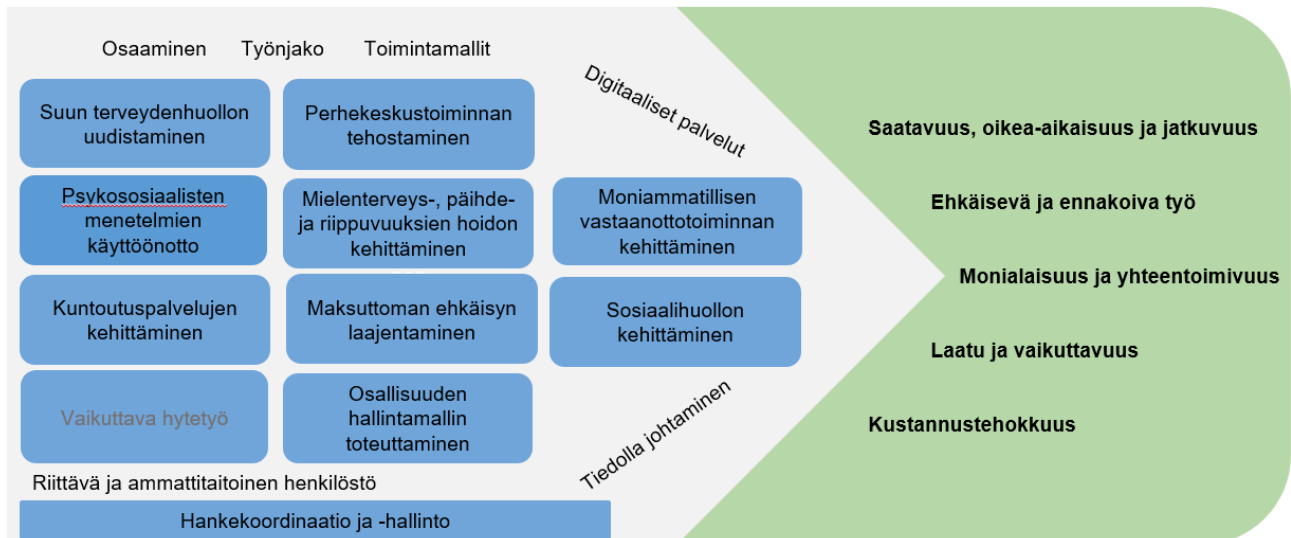 Osaaminen Työnjako Toimintamallit
Digitaaliset palvelut
Suun terveydenhuollon
uudistaminen
Perhekeskustoiminnan
tehostaminen
Psykososiaalisten
menetelmien
käyttöönotto
Mielenterveys-, päihde-
ja riippuvuuksien hoidon
kehittäminen
Moniammatillisen
vastaanottotoiminnan
kehittäminen
Kuntoutuspalvelujen
kehittäminen
Maksuttoman ehkäisyn
laajentaminen
Sosiaalihuollon
kehittäminen
Vaikuttava hytetyö
Osallisuuden
hallintamallin
toteuttaminen
Tiedolla johtaminen
Riittävä ja ammattitaitoinen henkilöstö
Hankekoordinaatio ja -hallinto
Saatavuus, oikea-aikaisuus ja jatkuvuus
Ehkäisevä ja ennakoiva työ
Monialaisuus ja yhteentoimivuus
Laatu ja vaikuttavuus
Kustannustehokkuus